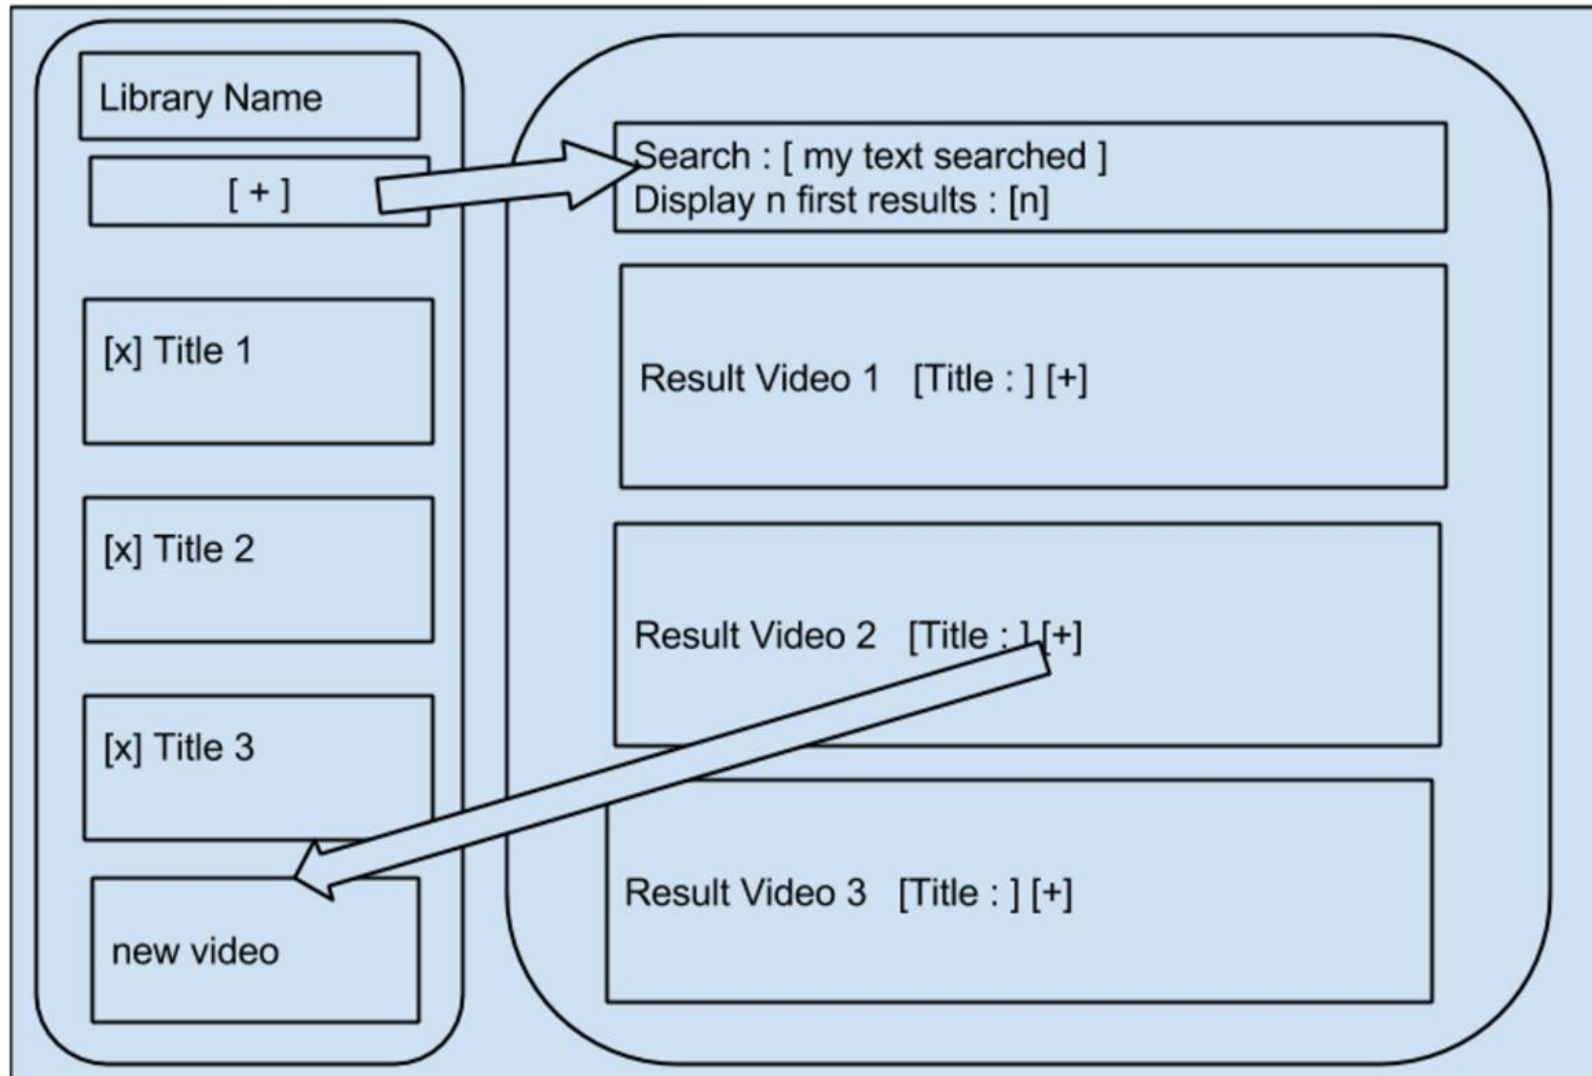 Library Name
[ + ]
[x] Title 1
[x] Title 2
[x] Title 3
new video
Search : [ my text searched ]
Display n first results : [n]
Result Video 1 [Title : ] [+]
Result Video 2 [Title : ] [+]
Result Video 3 [Title : ] [+]